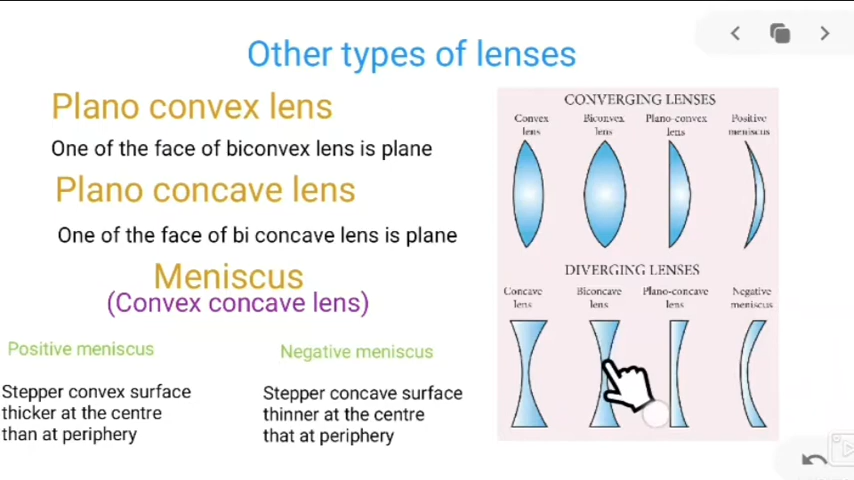 Other types of lenses
Plano convex lens
One of the face of biconvex lens is plane
Plano concave lens
One of the face of bi concave lens is plane
Meniscus
(Convex concave lens)
Positive meniscus
Stepper convex surface
thicker at the centre
than at periphery
Negative meniscus
Stepper concave surface
thinner at the centre
that at periphery
CONVERGING LENSES
Convex lens
Biconvex lens
Plano-convex lens
Positive meniscus
DIVERGING LENSES
Concave lens
Biconcave lens
Plano-concave lens
Negative meniscus